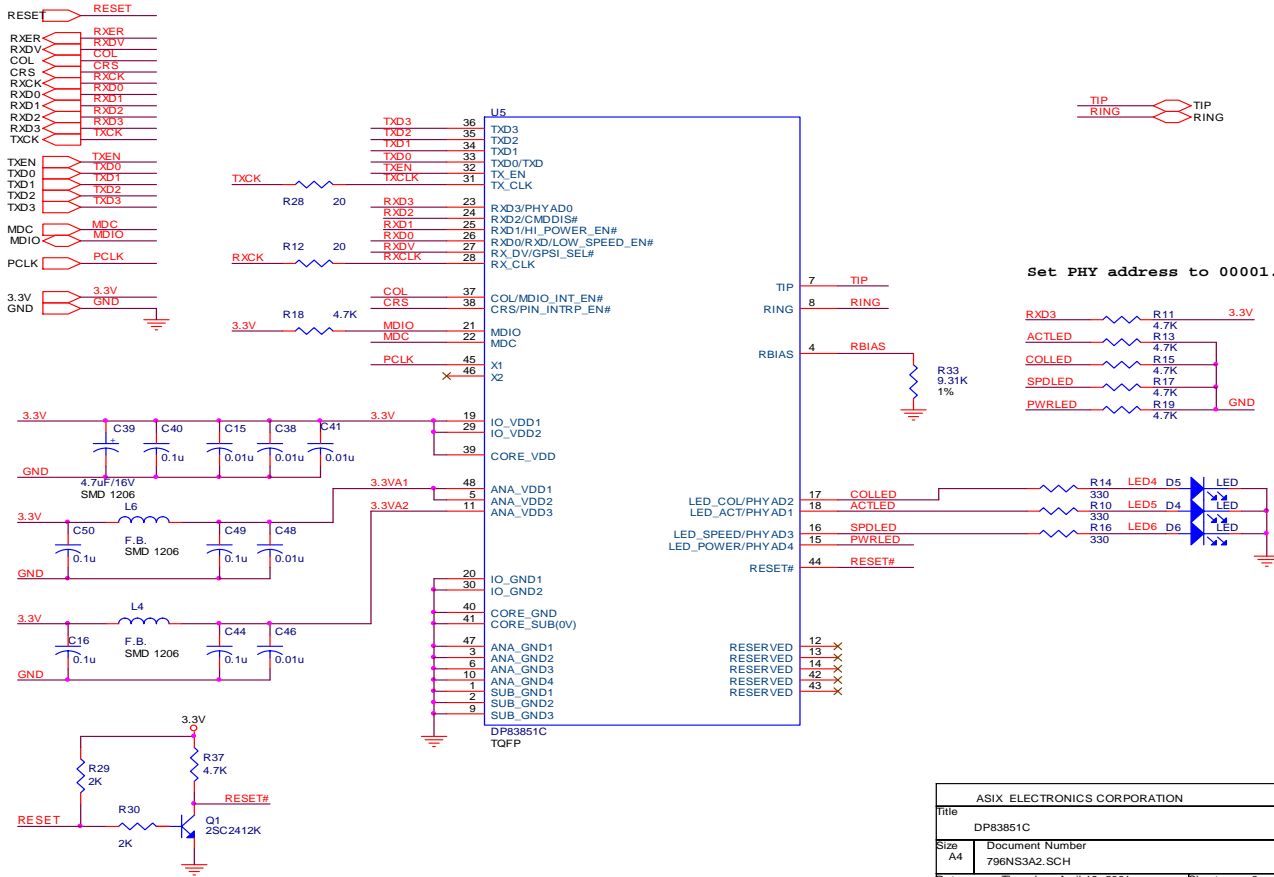 RESET RESET
RXER RXER
RXDV RXDV
COL COL
CRS CRS
RXCK RXCK
RXD0 RXD0
RXD1 RXD1
RXD2 RXD2
RXD3 RXD3
TXCK TXCK
TXEN TXEN
TXD0 TXD0
TXD1 TXD1
TXD2 TXD2
TXD3 TXD3
MDC MDC
MDIO MDIO
PCLK PCLK
3.3V 3.3V
GND GND
TIP TIP
RING RING
U5
TXD3 36 TXD3
TXD2 35 TXD2
TXD1 34 TXD1
TXD0 33 TXD0/TXD
TXEN 32 TX_EN
TXCK R28 20 TXCLK 31 TX_CLK
RXD3 23 RXD3/PHYAD0
RXD2 24 RXD2/CMDDIS#
RXD1 25 RXD1/HI_POWER_EN#
RXD0 26 RXD0/RXD/LOW_SPEED_EN#
RXDV 27 RX_DV/GPSI_SEL#
RXCK R12 20 RXCLK 28 RX_CLK
COL 37 COL/MDIO_INT_EN#
CRS 38 CRS/PIN_INTRP_EN#
3.3V R18 4.7K MDIO 21 MDIO
MDC 22 MDC
PCLK 45 X1
46 X2
TIP 7 TIP
RING 8 RING
RBIAS 4 RBIAS
R33
9.31K
1%
Set PHY address to 00001.
RXD3 R11 3.3V
4.7K
ACTLED R13
4.7K
COLLED R15
4.7K
SPDLED R17
4.7K
PWRLED R19 GND
4.7K
3.3V 3.3V 19 IO_VDD1
29 IO_VDD2
39 CORE_VDD
C39 C40 C15 C38 C41
0.1u 0.01u 0.01u 0.01u
GND
4.7uF/16V
SMD 1206
3.3VA1 48 ANA_VDD1
5 ANA_VDD2
3.3VA2 11 ANA_VDD3
3.3V L6
C50 F.B. C49 C48
0.1u SMD 1206 0.1u 0.01u
GND
LED_COL/PHYAD2 17 COLLED R14 LED4 D5 LED
330
LED_ACT/PHYAD1 18 ACTLED R10 LED5 D4 LED
330
LED_SPEED/PHYAD3 16 SPDLED R16 LED6 D6 LED
330
LED_POWER/PHYAD4 15 PWRLED
RESET# 44 RESET#
20 IO_GND1
30 IO_GND2
40 CORE_GND
41 CORE_SUB(0V)
47 ANA_GND1
3 ANA_GND2
6 ANA_GND3
10 ANA_GND4
1 SUB_GND1
2 SUB_GND2
9 SUB_GND3
RESERVED 12
RESERVED 13
RESERVED 14
RESERVED 42
RESERVED 43
3.3V L4
C16 F.B. C44 C46
0.1u SMD 1206 0.1u 0.01u
GND
DP83851C
TQFP
3.3V
R29
2K
R37
4.7K
RESET#
RESET R30
2K
Q1
2SC2412K
ASIX ELECTRONICS CORPORATION
Title
DP83851C
Size Document Number
A4 796NS3A2.SCH